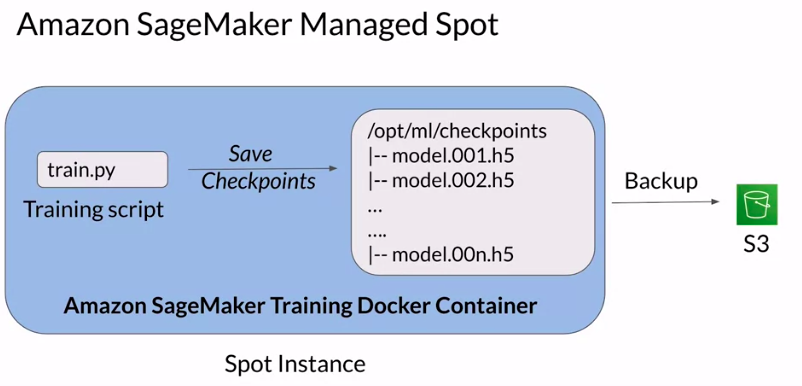 Amazon SageMaker Managed Spot
train.py
Training script
Save
Checkpoints
/opt/ml/checkpoints
|-- model.001.h5
|-- model.002.h5
...
....
|-- model.00n.h5
Backup
S3
Amazon SageMaker Training Docker Container
Spot Instance